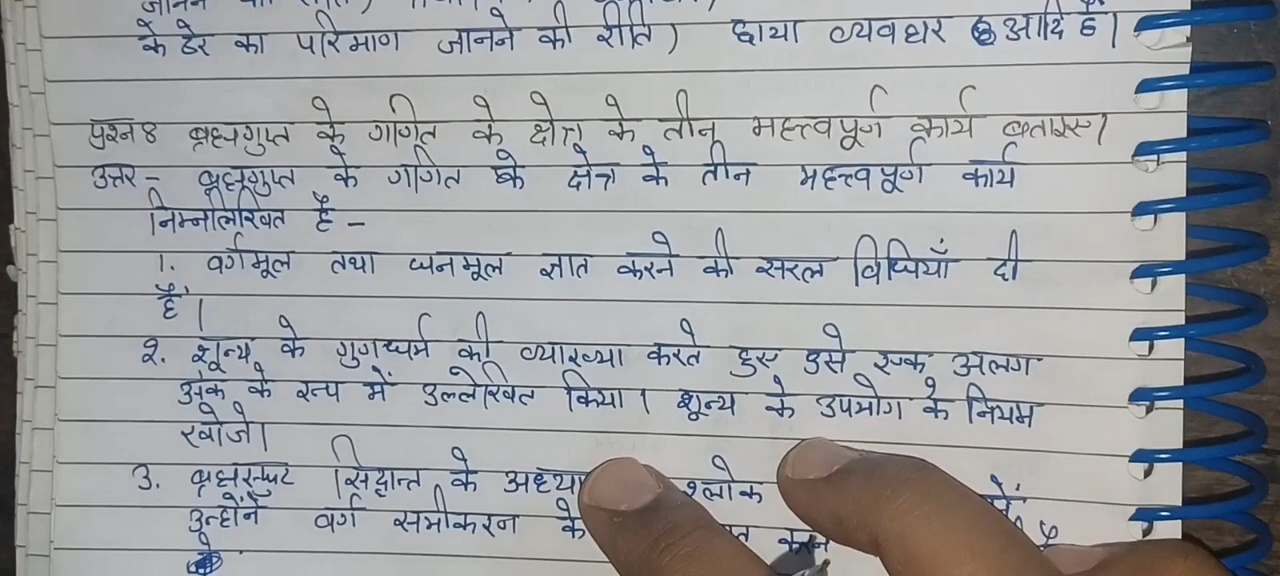 के ढेर का परिमाण जानने की रीति) छाया व्यवहार आदि हैं।
प्रश्न४ ब्रह्मगुप्त के गणित के क्षेत्र के तीन महत्त्वपूर्ण कार्य बताइए।
उत्तर - ब्रह्मगुप्त के गणित के क्षेत्र के तीन महत्त्वपूर्ण कार्य
निम्नलिखित है -
1. वर्गमूल तथा घनमूल ज्ञात करने की सरल विधियाँ दी
हैं।
2. शून्य के गुणधर्म की व्याख्या करते हुए उसे एक अलग
अंक के रूप में उल्लेखित किया। शून्य के उपयोग के नियम
खोजे।
3. ब्रह्मस्फुट सिद्धान्त के श्लोक में
उन्होंने वर्ग समीकरण के करने